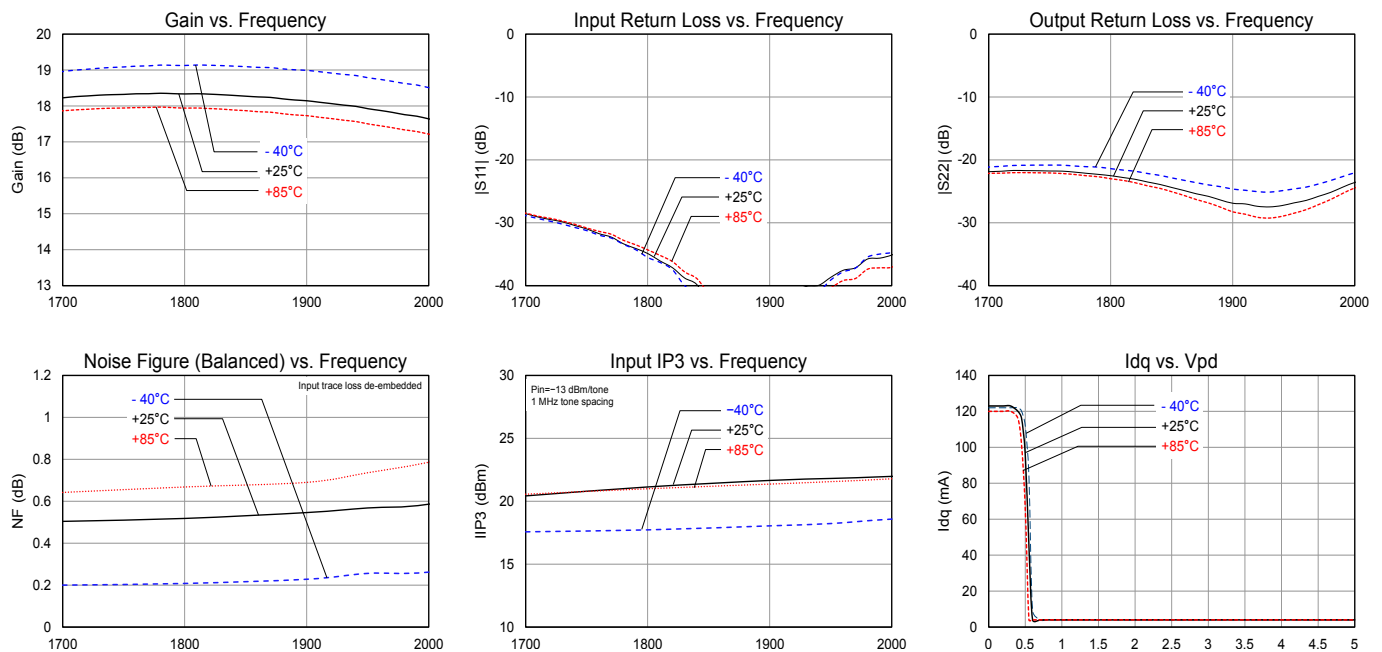 Gain vs. Frequency
Gain (dB)
20
19
18
17
16
15
14
13
1700 1800 1900 2000
- 40°C
+25°C
+85°C
Input Return Loss vs. Frequency
|S11| (dB)
0
-10
-20
-30
-40
1700 1800 1900 2000
- 40°C
+25°C
+85°C
Output Return Loss vs. Frequency
|S22| (dB)
0
-10
-20
-30
-40
1700 1800 1900 2000
- 40°C
+25°C
+85°C
Noise Figure (Balanced) vs. Frequency
NF (dB)
1.2
1
0.8
0.6
0.4
0.2
0
1700 1800 1900 2000
Input trace loss de-embedded
- 40°C
+25°C
+85°C
Input IP3 vs. Frequency
IIP3 (dBm)
30
25
20
15
10
1700 1800 1900 2000
Pin=−13 dBm/tone
1 MHz tone spacing
−40°C
+25°C
+85°C
Idq vs. Vpd
Idq (mA)
140
120
100
80
60
40
20
0
0 0.5 1 1.5 2 2.5 3 3.5 4 4.5 5
- 40°C
+25°C
+85°C